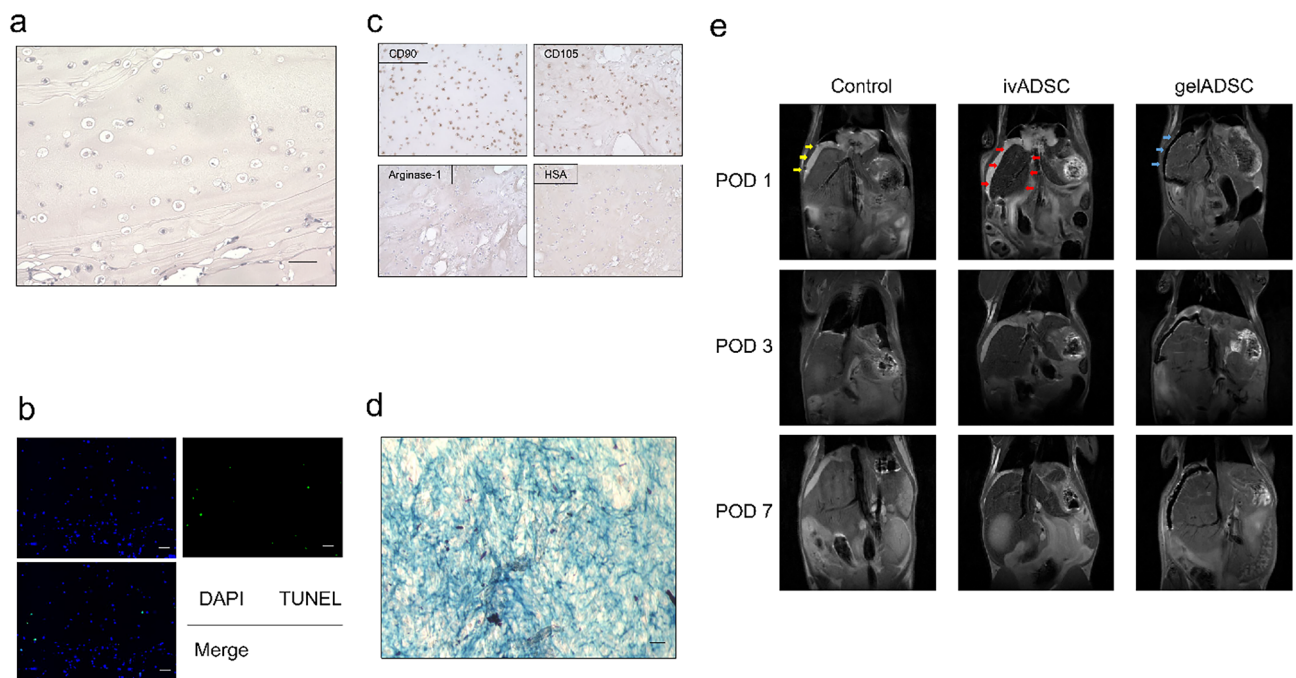 a
c
e
CD90
CD105
Arginase-1
HSA
b
DAPI TUNEL
Merge
d
Control ivADSC gelADSC
POD 1
POD 3
POD 7